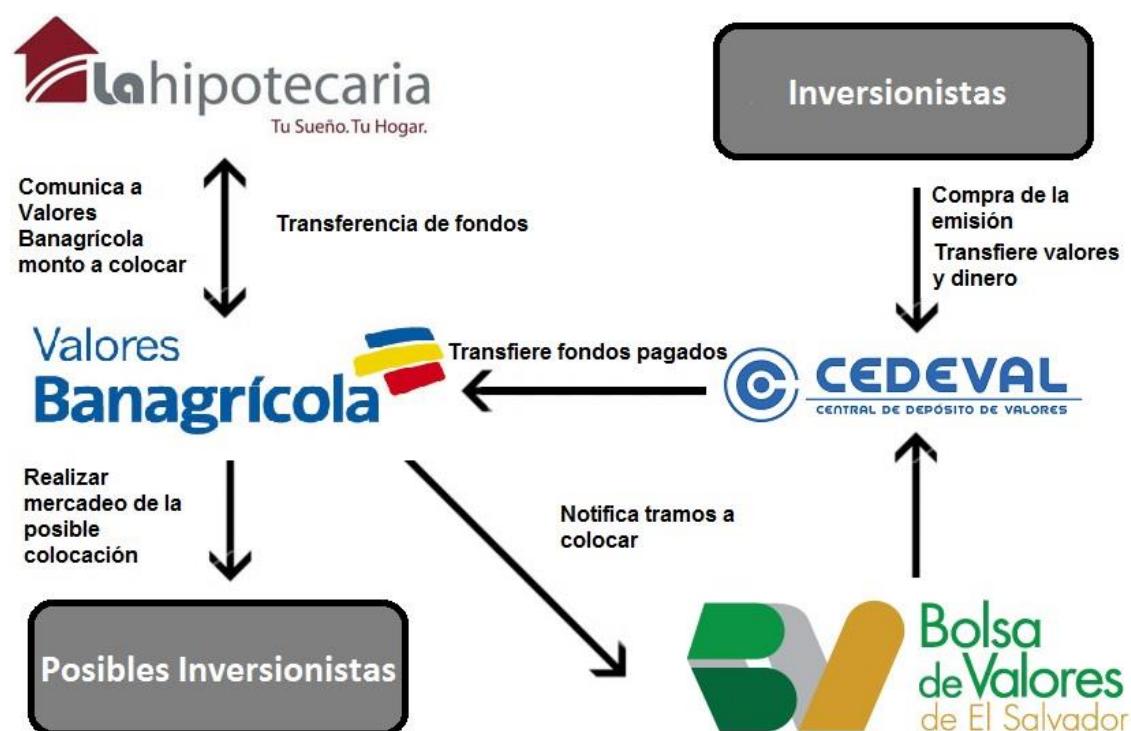 Lahipotecaria
Tu Sueño.Tu Hogar.
Inversionistas
Comunica a
Valores
Banagrícola
monto a colocar
Transferencia de fondos
Compra de la
emisión
Transfiere valores
y dinero
Valores
Banagrícola
Transfiere fondos pagados
CEDEVAL
CENTRAL DE DEPÓSITO DE VALORES
Realizar
mercadeo de la
posible
colocación
Notifica tramos a
colocar
Posibles Inversionistas
Bolsa
de Valores
de El Salvador